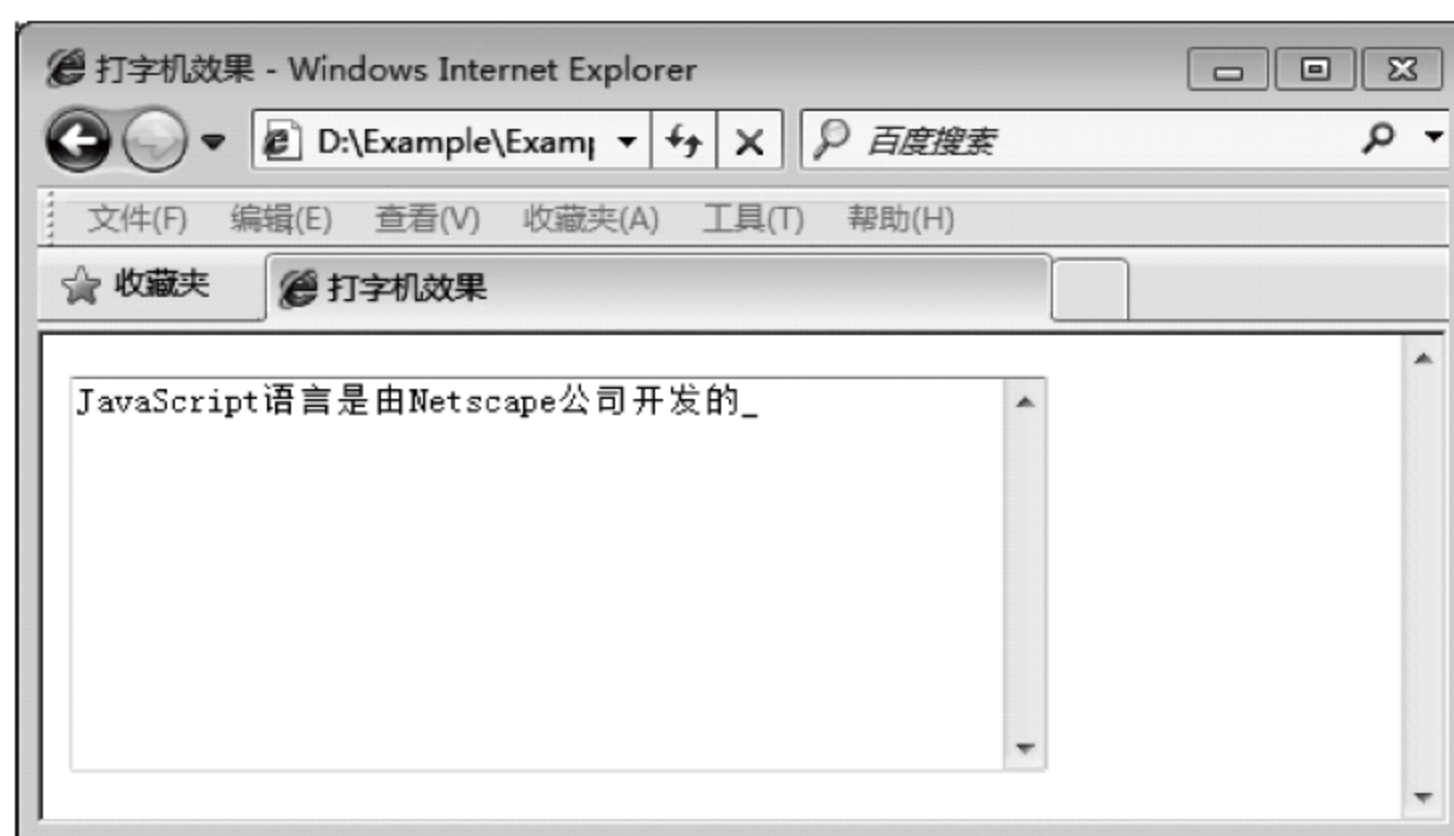 打字机效果 - Windows Internet Explorer
D:\Example\Examp 百度搜索
文件(F) 编辑(E) 查看(V) 收藏夹(A) 工具(T) 帮助(H)
收藏夹 打字机效果
JavaScript语言是由Netscape公司开发的_